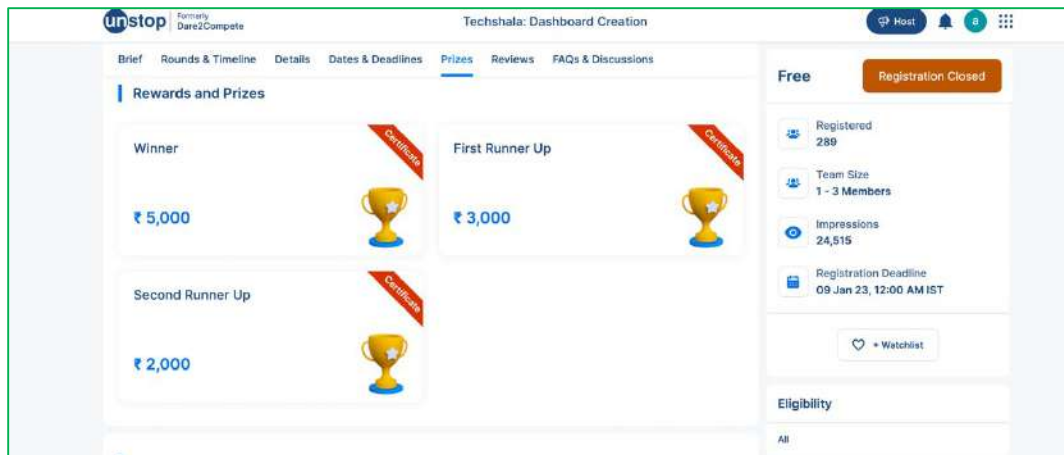 unstop
Formerly
Dare2Compete
Techshala: Dashboard Creation
Host
a
Brief Rounds & Timeline Details Dates & Deadlines Prizes Reviews FAQs & Discussions
Rewards and Prizes
Winner
Certificate
₹ 5,000
First Runner Up
Certificate
₹ 3,000
Second Runner Up
Certificate
₹ 2,000
Free
Registration Closed
Registered
289
Team Size
1 - 3 Members
Impressions
24,515
Registration Deadline
09 Jan 23, 12:00 AM IST
+ Watchlist
Eligibility
All